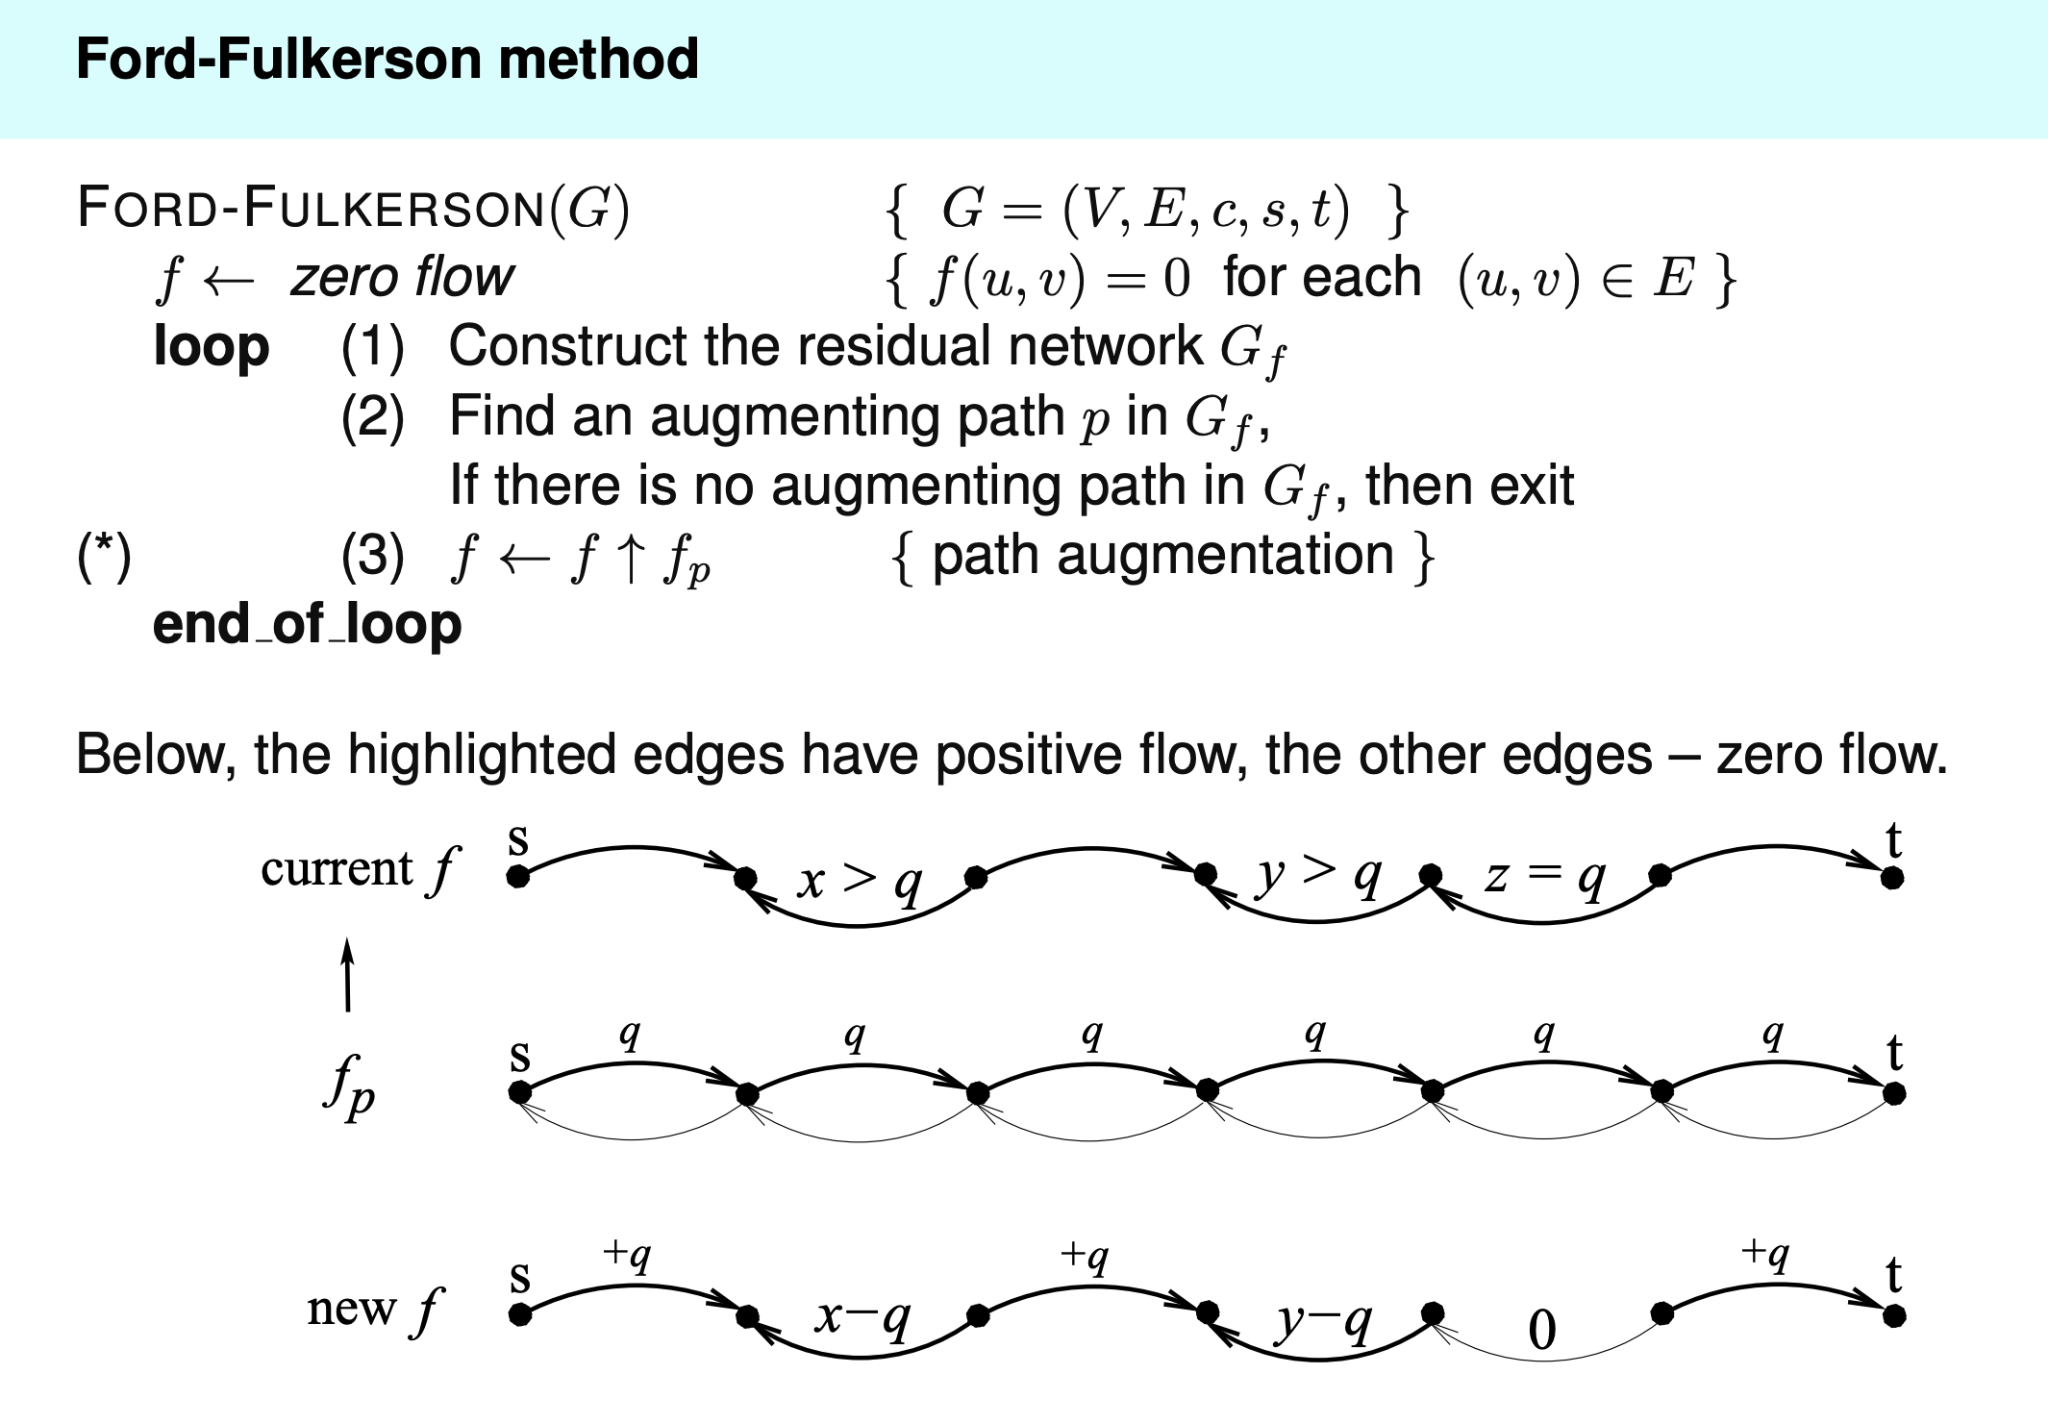 Ford-Fulkerson method
FORD-FULKERSON(G) { G = (V, E, c, s, t) }
f ← zero flow { f(u, v) = 0 for each (u, v) ∈ E }
loop (1) Construct the residual network G_f
(2) Find an augmenting path p in G_f,
If there is no augmenting path in G_f, then exit
(*) (3) f ← f ↑ f_p { path augmentation }
end_of_loop
Below, the highlighted edges have positive flow, the other edges – zero flow.
s t
current f x > q y > q z = q
q q q q q q
s t
f_p
+q +q +q
s t
new f x−q y−q 0